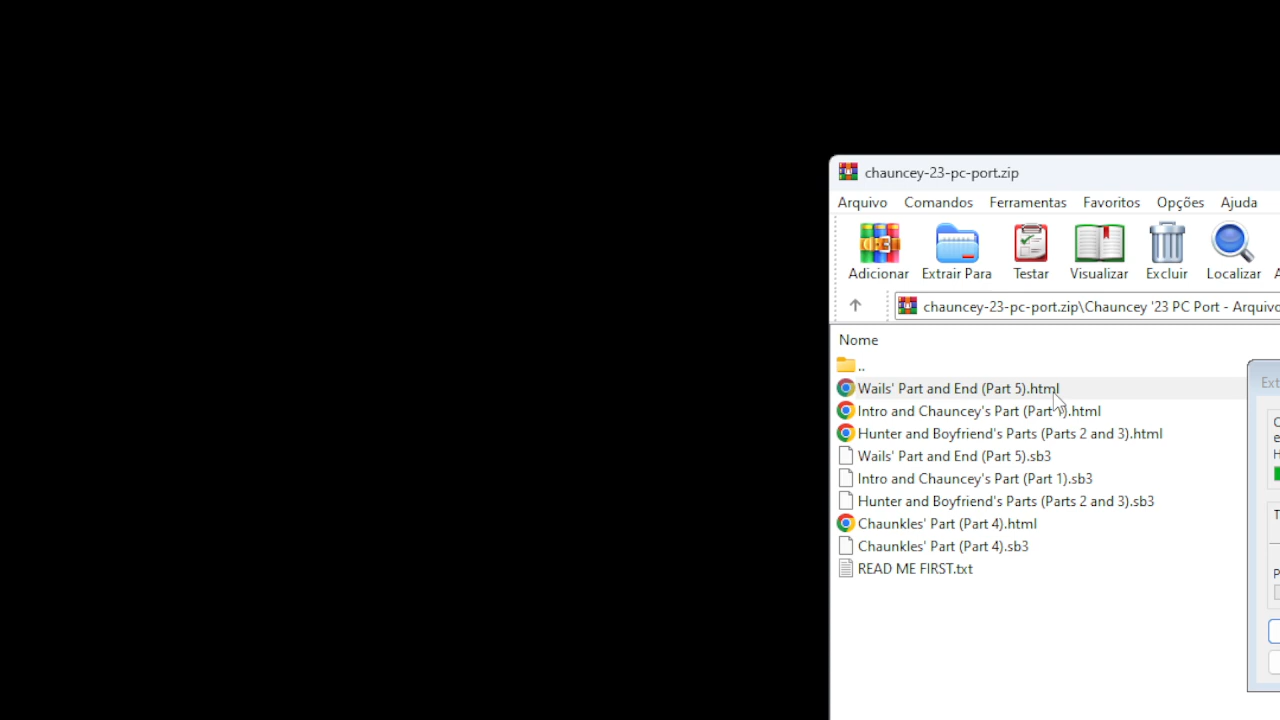 chauncey-23-pc-port.zip
Arquivo Comandos Ferramentas Favoritos Opções Ajuda
Adicionar Extrair Para Testar Visualizar Excluir Localizar
chauncey-23-pc-port.zip\Chauncey '23 PC Port - Arquivo
Nome
..
Wails' Part and End (Part 5).html
Ext
Intro and Chauncey's Part (Part 1).html
Hunter and Boyfriend's Parts (Parts 2 and 3).html
Wails' Part and End (Part 5).sb3
Intro and Chauncey's Part (Part 1).sb3
Hunter and Boyfriend's Parts (Parts 2 and 3).sb3
Chaunkles' Part (Part 4).html
Chaunkles' Part (Part 4).sb3
READ ME FIRST.txt